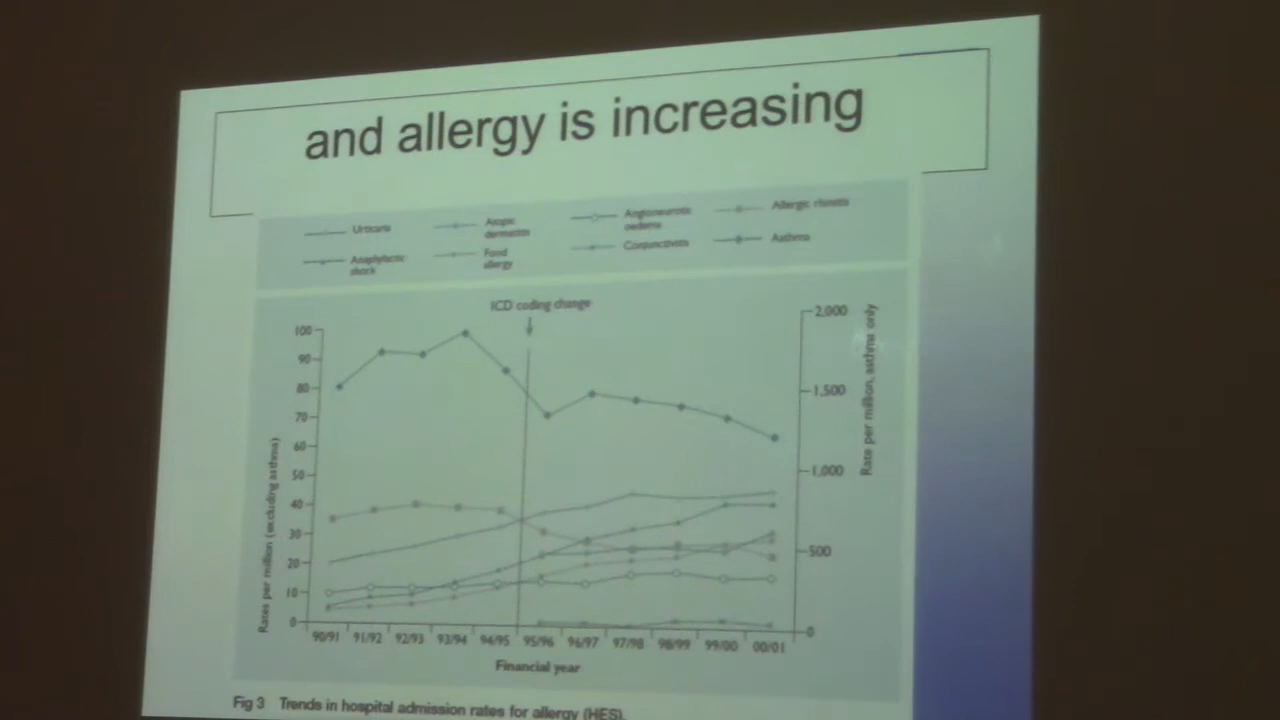 and allergy is increasing
Urticaria
Atopic
dermatitis
Angioneurotic
oedema
Allergic rhinitis
Anaphylactic
shock
Food
allergy
Conjunctivitis
Asthma
ICD coding change
100
90
80
70
60
50
40
30
20
10
0
Rates per million (excluding asthma)
2,000
1,500
1,000
500
0
Rate per million, asthma only
90/91 91/92 92/93 93/94 94/95 95/96 96/97 97/98 98/99 99/00 00/01
Financial year
Fig 3 Trends in hospital admission rates for allergy (HES).